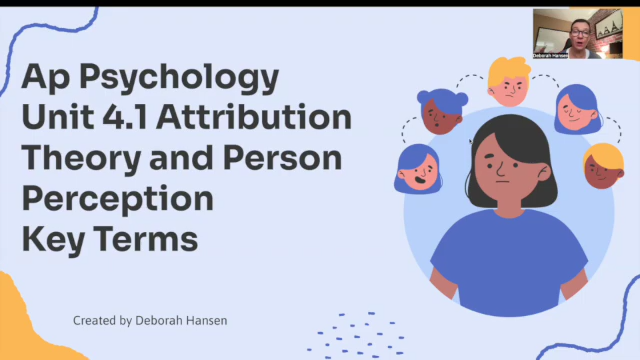 Deborah Hansen
Ap Psychology
Unit 4.1 Attribution
Theory and Person
Perception
Key Terms
Created by Deborah Hansen